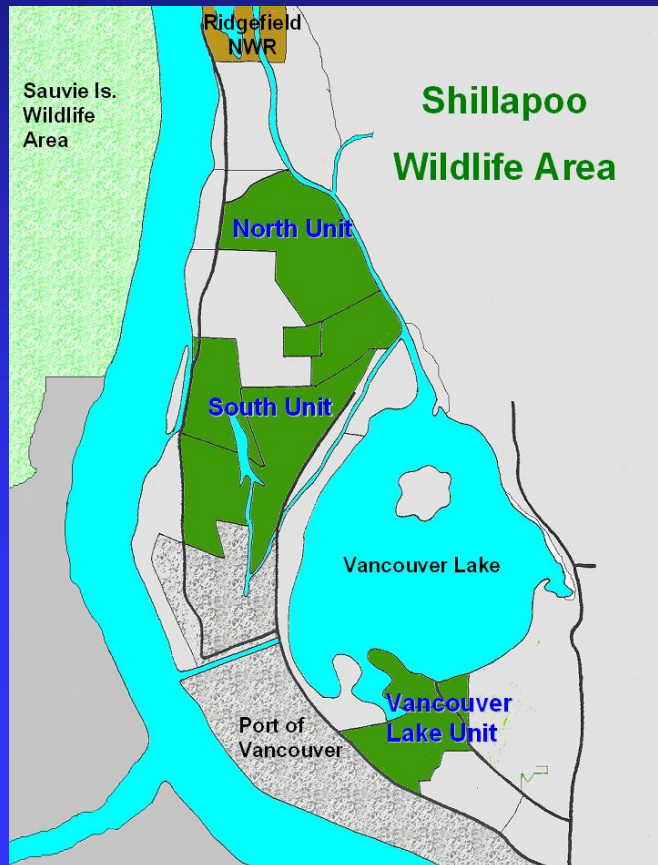 Ridgefield
NWR
Sauvie Is.
Wildlife
Area
Shillapoo
Wildlife Area
North Unit
South Unit
Vancouver Lake
Vancouver
Lake Unit
Port of
Vancouver